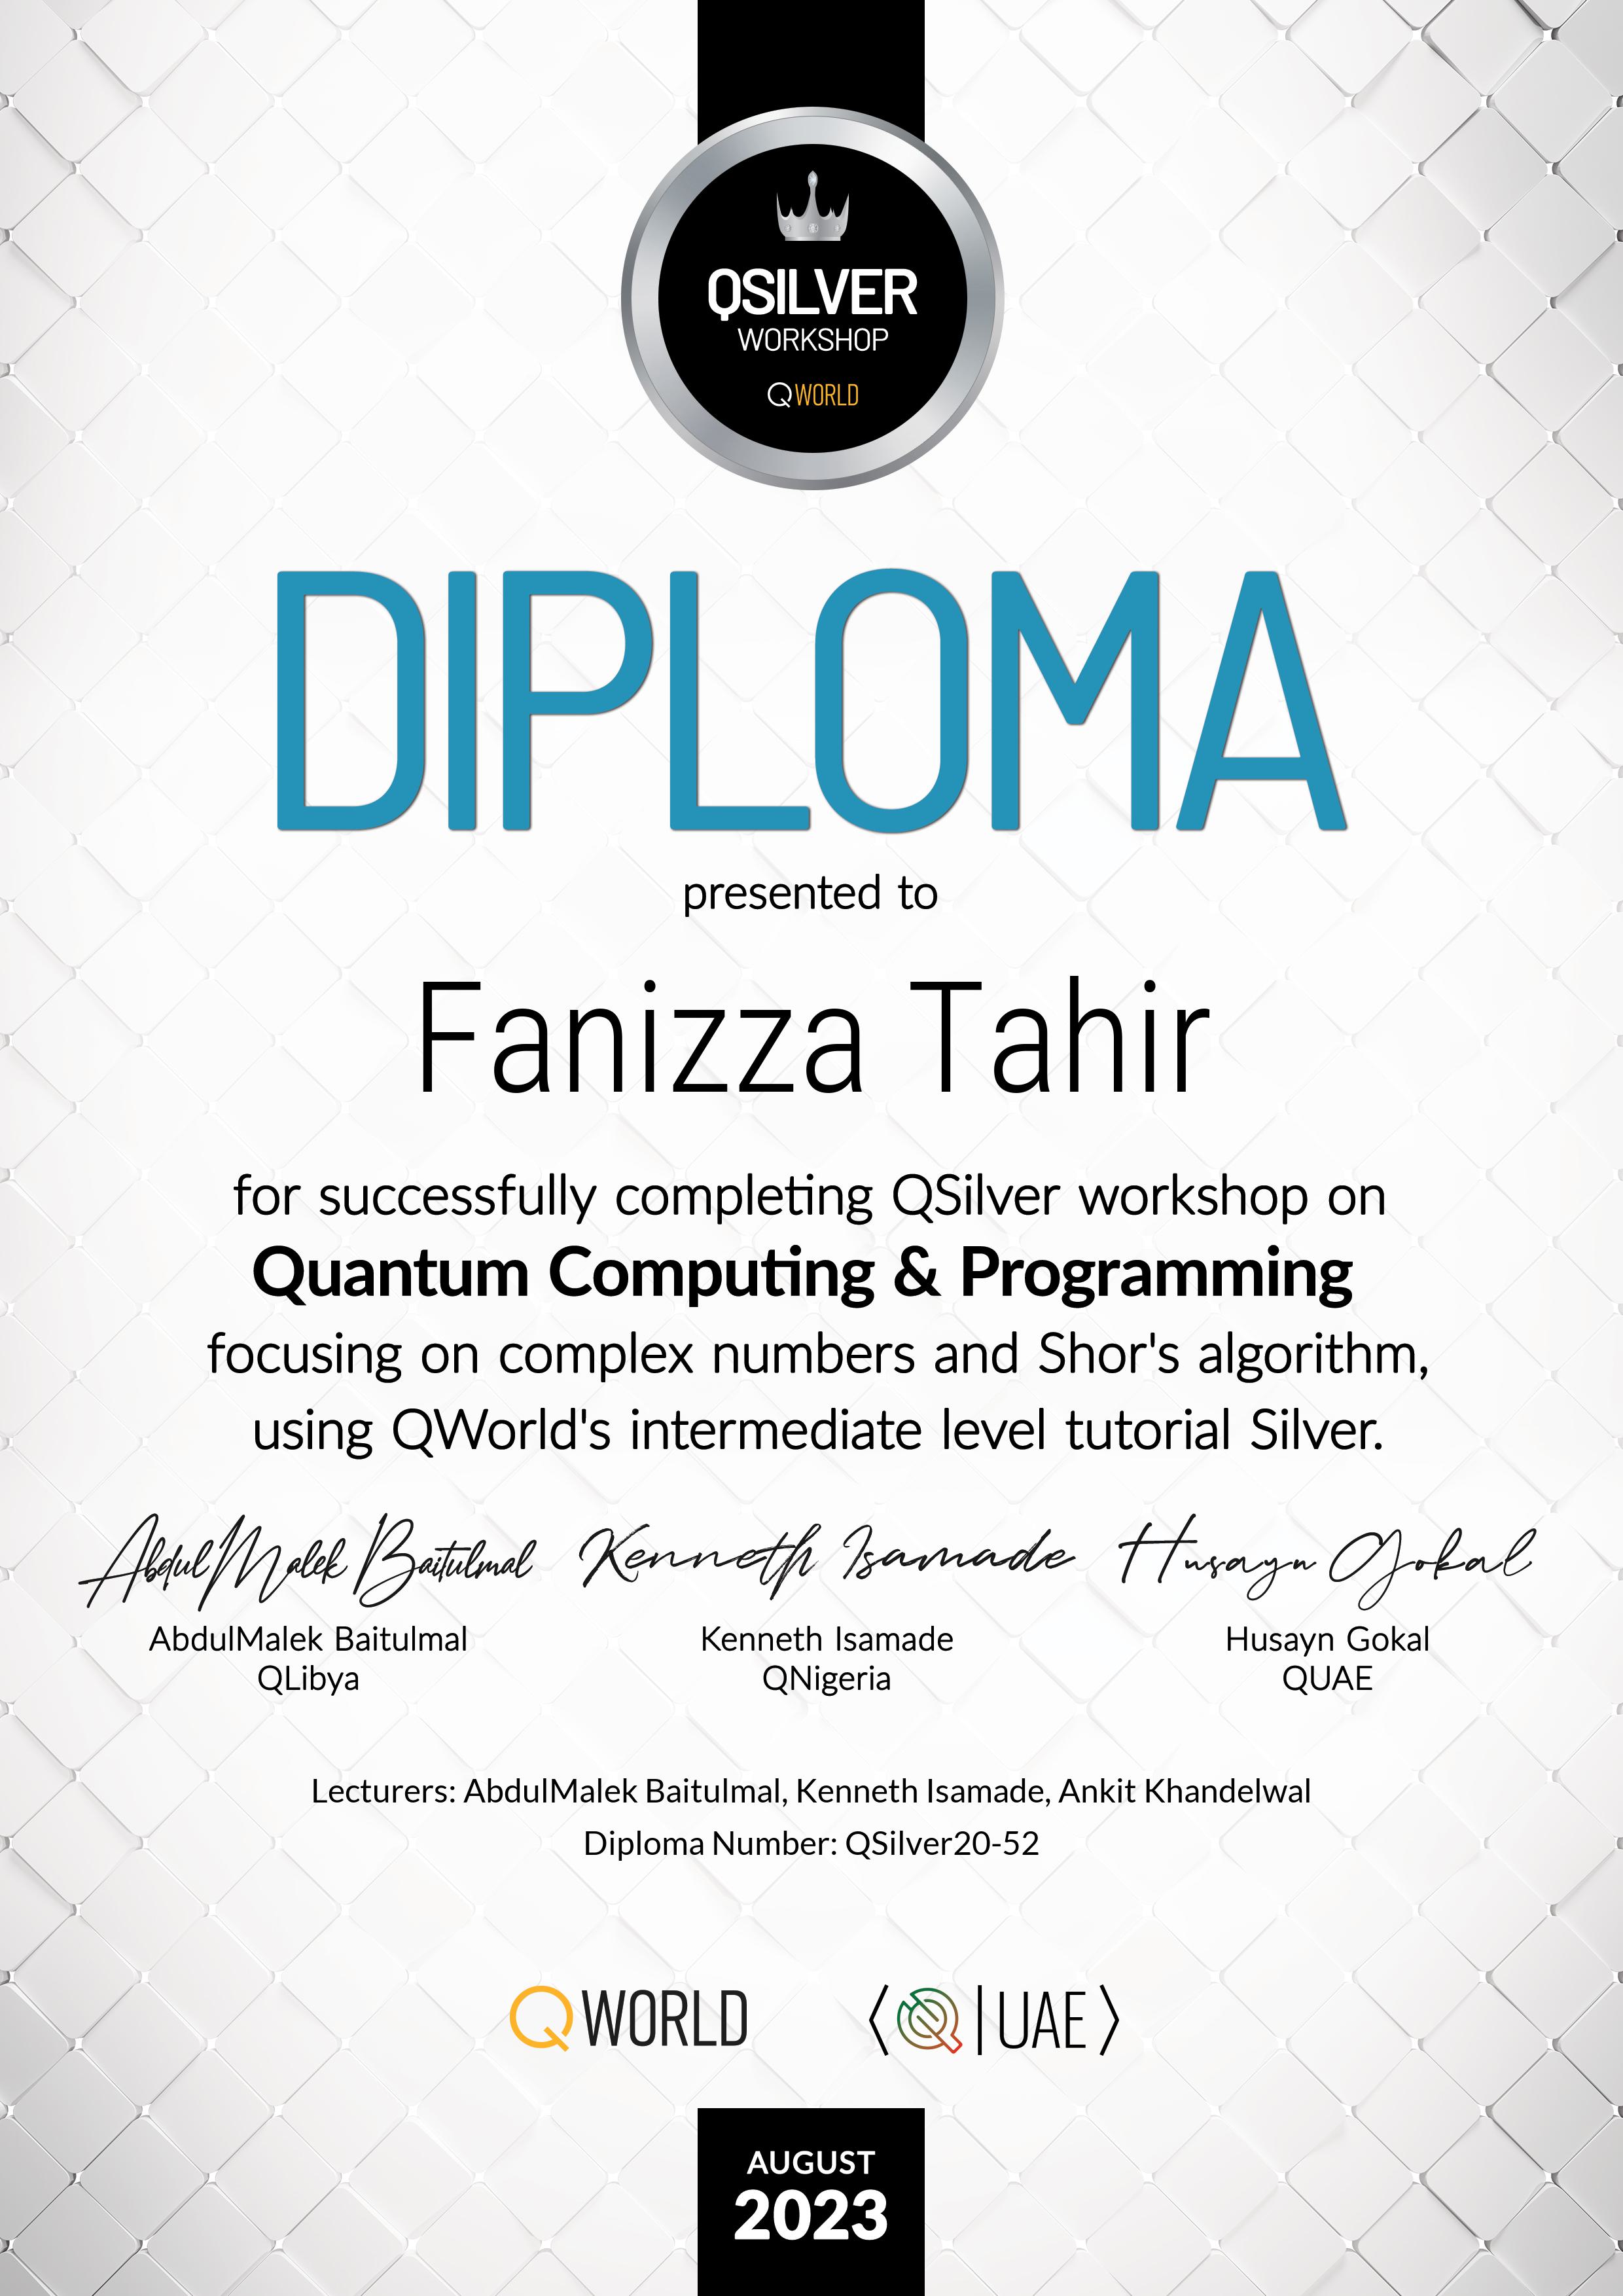 QSILVER
WORKSHOP
QWORLD
DIPLOMA
presented to
Fanizza Tahir
for successfully completing QSilver workshop on
Quantum Computing & Programming
focusing on complex numbers and Shor's algorithm,
using QWorld's intermediate level tutorial Silver.
AbdulMalek Baitulmal Kenneth Isamade Husayn Gokal
AbdulMalek Baitulmal Kenneth Isamade Husayn Gokal
QLibya QNigeria QUAE
Lecturers: AbdulMalek Baitulmal, Kenneth Isamade, Ankit Khandelwal
Diploma Number: QSilver20-52
QWORLD ⟨Q|UAE⟩
AUGUST
2023